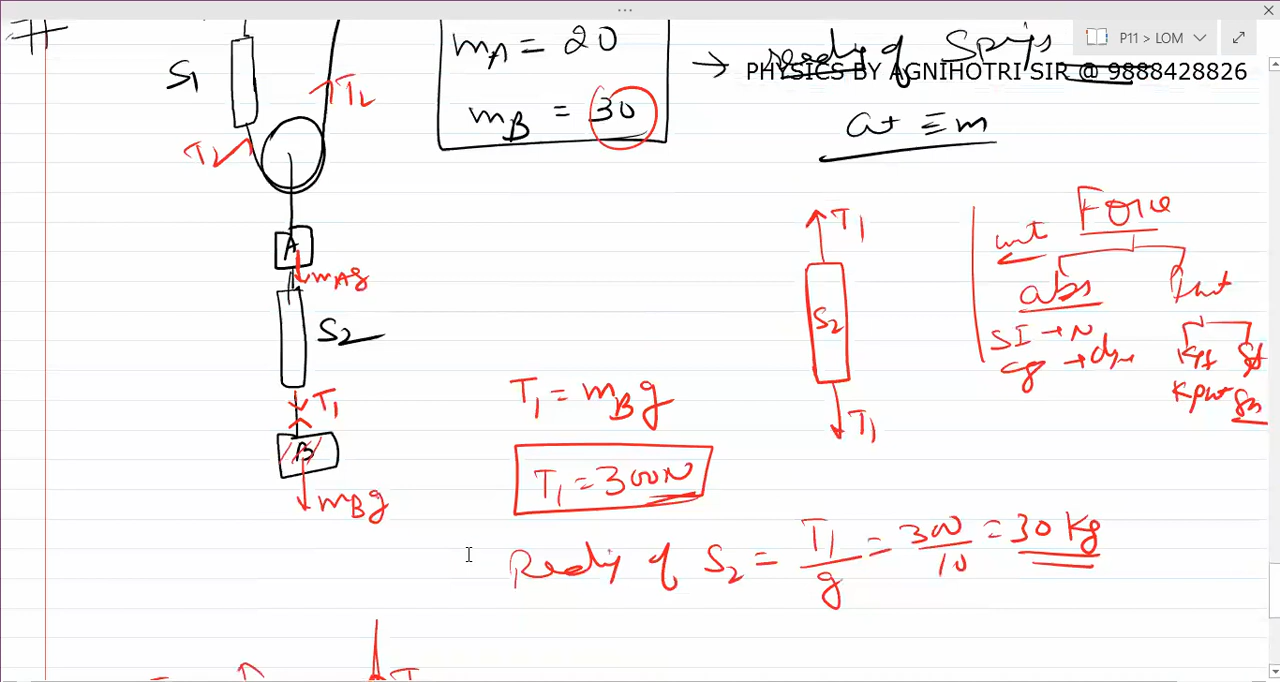 P11 > LOM
#
mA = 20
→ Reading of Springs
PHYSICS BY AGNIHOTRI SIR @ 9888428826
S1
T2
mB = 30
at ≡ m
T2
T1
Force
unit
A
mAg
abs
SI → N
S2
S2
cgs → dyne
Kgf gf
Kgwt
T1 = mBg
T1
T1
B
T1 = 300N
mBg
Reading of S2 = T1/g = 300/10 = 30 Kg
T